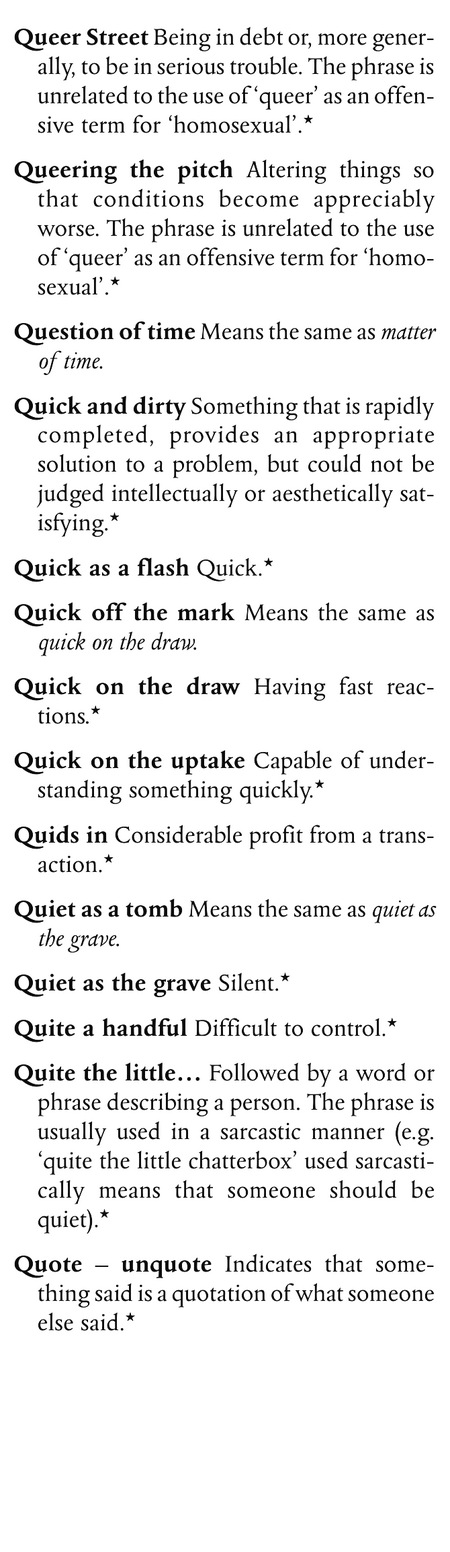 Queer Street Being in debt or, more gener-
ally, to be in serious trouble. The phrase is
unrelated to the use of ‘queer’ as an offen-
sive term for ‘homosexual’.★
Queering the pitch Altering things so
that conditions become appreciably
worse. The phrase is unrelated to the use
of ‘queer’ as an offensive term for ‘homo-
sexual’.★
Question of time Means the same as matter
of time.
Quick and dirty Something that is rapidly
completed, provides an appropriate
solution to a problem, but could not be
judged intellectually or aesthetically sat-
isfying.★
Quick as a flash Quick.★
Quick off the mark Means the same as
quick on the draw.
Quick on the draw Having fast reac-
tions.★
Quick on the uptake Capable of under-
standing something quickly.★
Quids in Considerable profit from a trans-
action.★
Quiet as a tomb Means the same as quiet as
the grave.
Quiet as the grave Silent.★
Quite a handful Difficult to control.★
Quite the little… Followed by a word or
phrase describing a person. The phrase is
usually used in a sarcastic manner (e.g.
‘quite the little chatterbox’ used sarcasti-
cally means that someone should be
quiet).★
Quote – unquote Indicates that some-
thing said is a quotation of what someone
else said.★